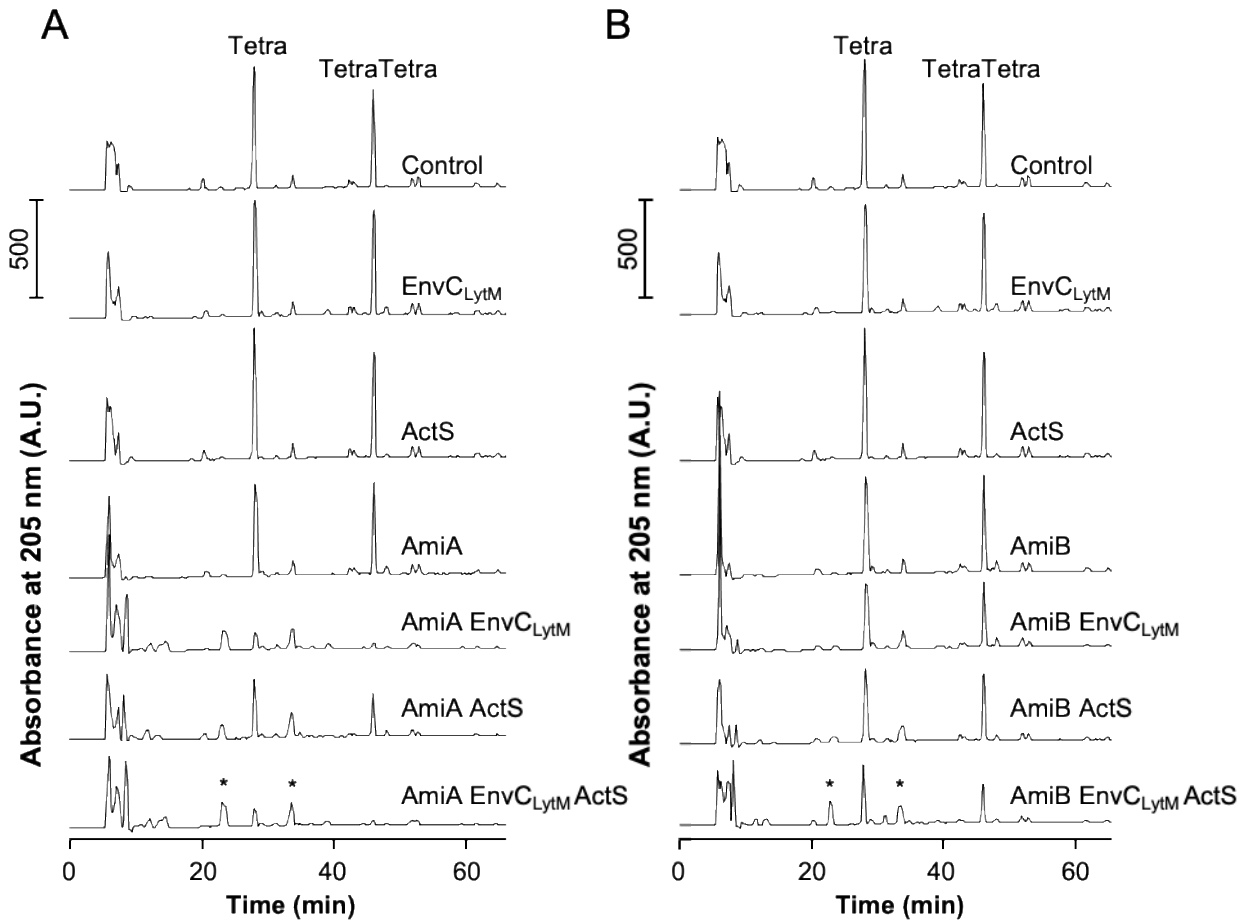 A
Tetra
TetraTetra
Control
500
EnvCLytM
ActS
AmiA
AmiA EnvCLytM
AmiA ActS
* *
AmiA EnvCLytM ActS
0 20 40 60
Time (min)
Absorbance at 205 nm (A.U.)
B
Tetra
TetraTetra
Control
500
EnvCLytM
ActS
AmiB
AmiB EnvCLytM
AmiB ActS
* *
AmiB EnvCLytM ActS
0 20 40 60
Time (min)
Absorbance at 205 nm (A.U.)